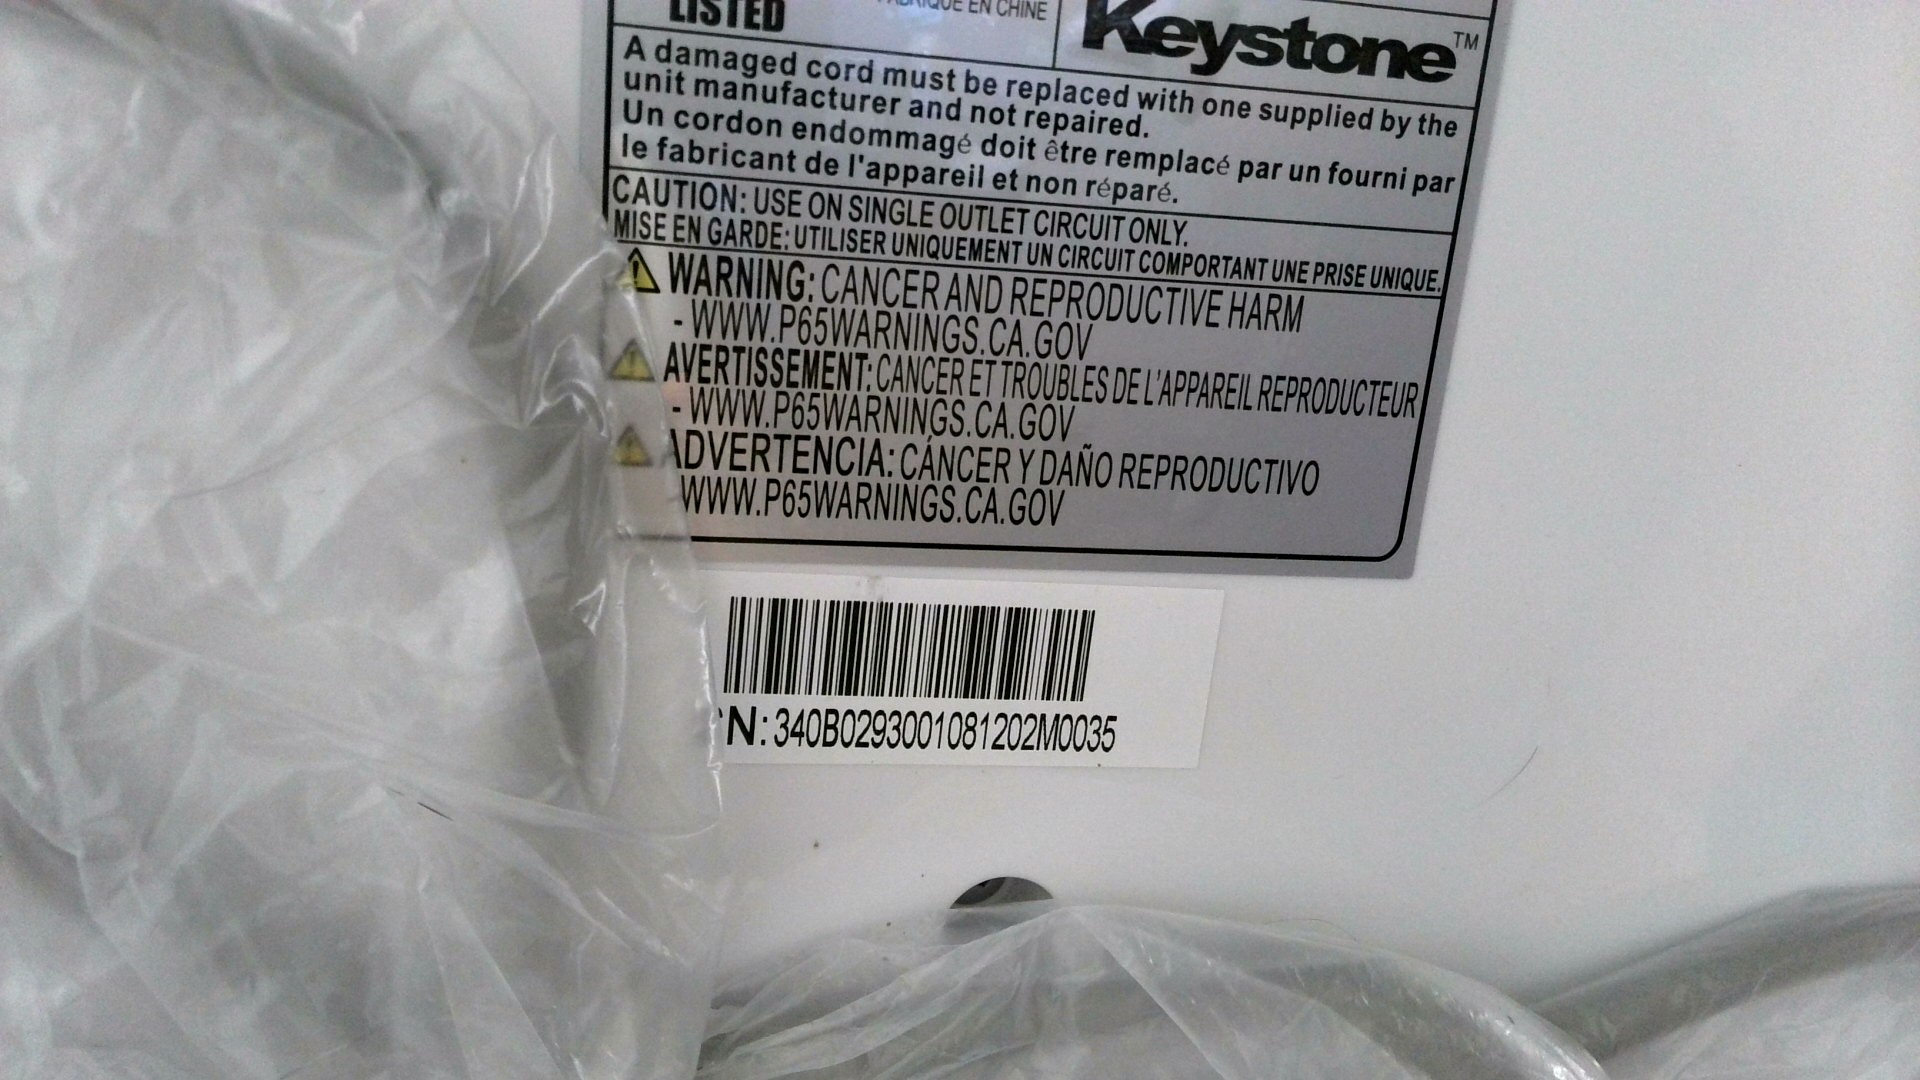 LISTED
FABRIQUE EN CHINE
Keystone™
A damaged cord must be replaced with one supplied by the
unit manufacturer and not repaired.
Un cordon endommagé doit être remplacé par un fourni par
le fabricant de l'appareil et non réparé.
CAUTION: USE ON SINGLE OUTLET CIRCUIT ONLY.
MISE EN GARDE: UTILISER UNIQUEMENT UN CIRCUIT COMPORTANT UNE PRISE UNIQUE.
WARNING: CANCER AND REPRODUCTIVE HARM
- WWW.P65WARNINGS.CA.GOV
AVERTISSEMENT: CANCER ET TROUBLES DE L'APPAREIL REPRODUCTEUR
- WWW.P65WARNINGS.CA.GOV
ADVERTENCIA: CÁNCER Y DAÑO REPRODUCTIVO
WWW.P65WARNINGS.CA.GOV
SN: 340B0293001081202M0035